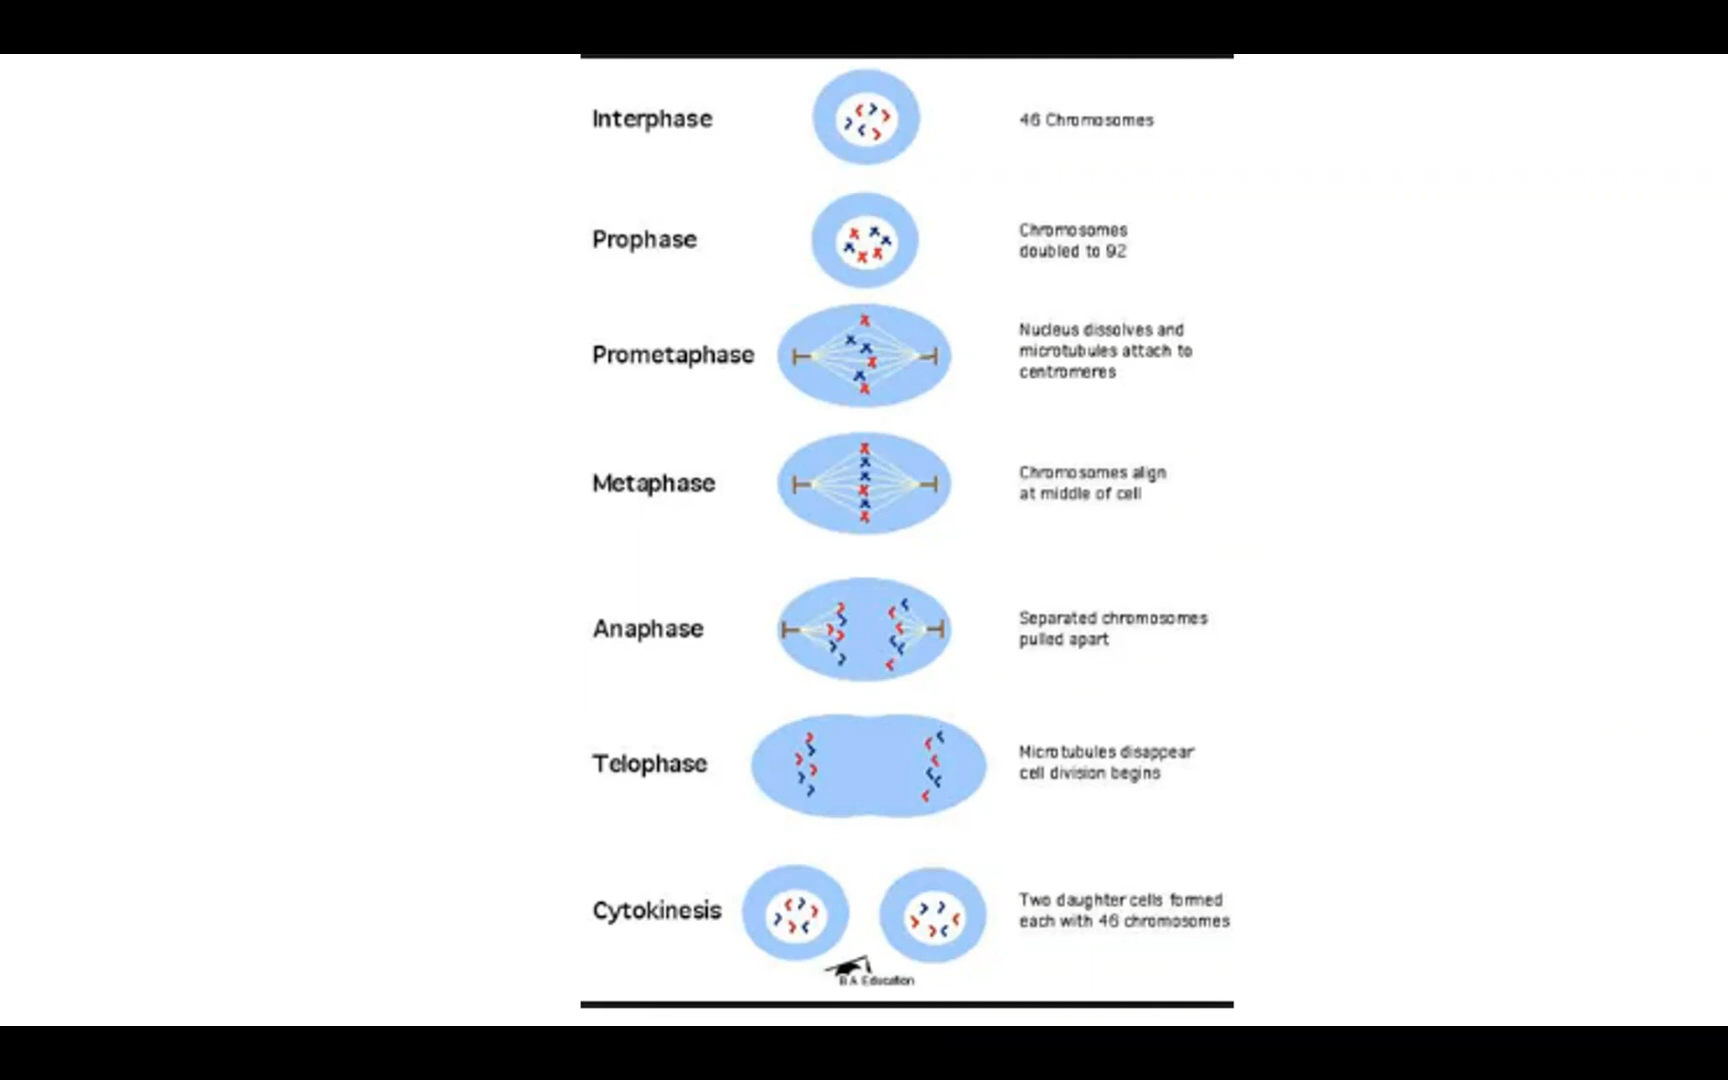 Interphase
46 Chromosomes
Prophase
Chromosomes
doubled to 92
Prometaphase
Nucleus dissolves and
microtubules attach to
centromeres
Metaphase
Chromosomes align
at middle of cell
Anaphase
Separated chromosomes
pulled apart
Telophase
Microtubules disappear
cell division begins
Cytokinesis
Two daughter cells formed
each with 46 chromosomes
B A Education